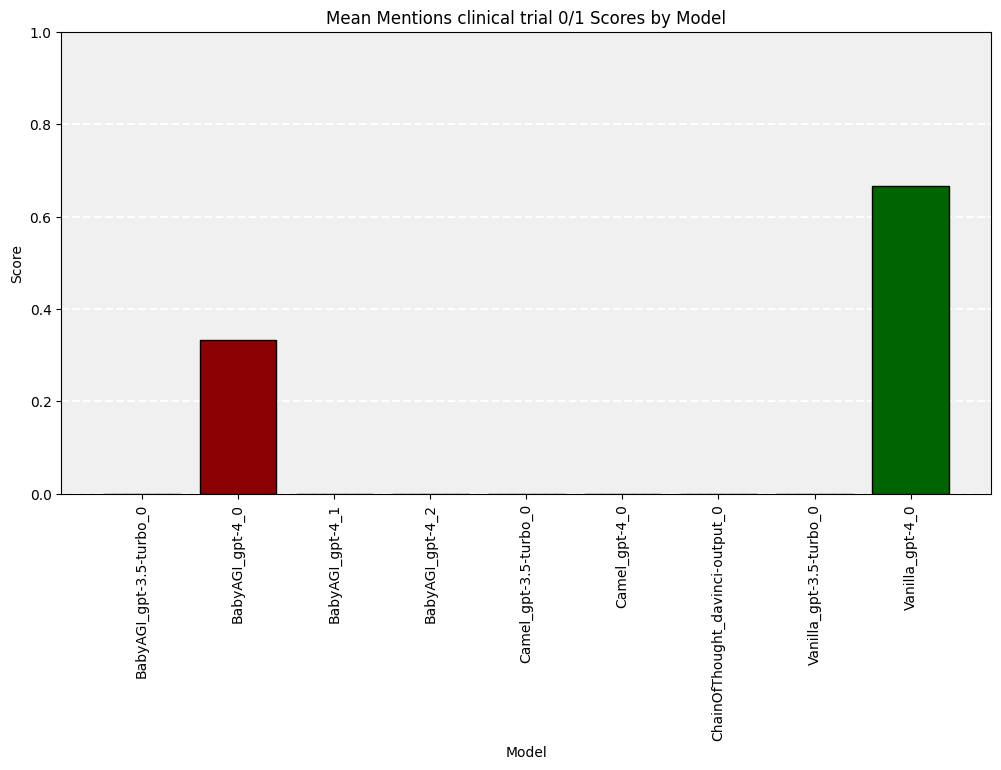 Mean Mentions clinical trial 0/1 Scores by Model
1.0
0.8
0.6
0.4
0.2
0.0
Score
BabyAGI_gpt-3.5-turbo_0
BabyAGI_gpt-4_0
BabyAGI_gpt-4_1
BabyAGI_gpt-4_2
Camel_gpt-3.5-turbo_0
Camel_gpt-4_0
ChainOfThought_davinci-output_0
Vanilla_gpt-3.5-turbo_0
Vanilla_gpt-4_0
Model